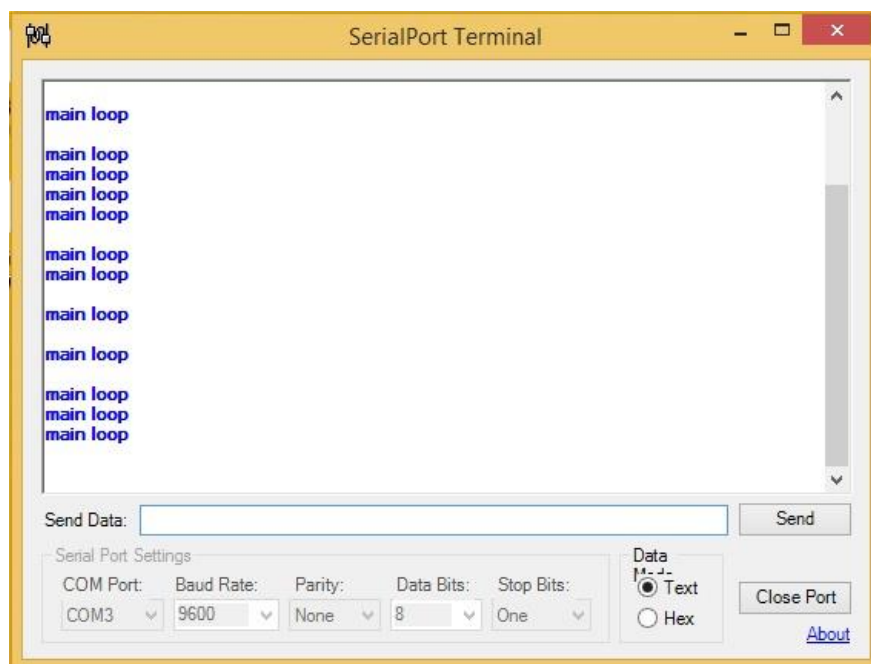 SerialPort Terminal
main loop
main loop
main loop
main loop
main loop
main loop
main loop
main loop
main loop
main loop
main loop
main loop
Send Data:
Send
Serial Port Settings
COM Port: Baud Rate: Parity: Data Bits: Stop Bits:
COM3 9600 None 8 One
Data
Text
Hex
Close Port
About